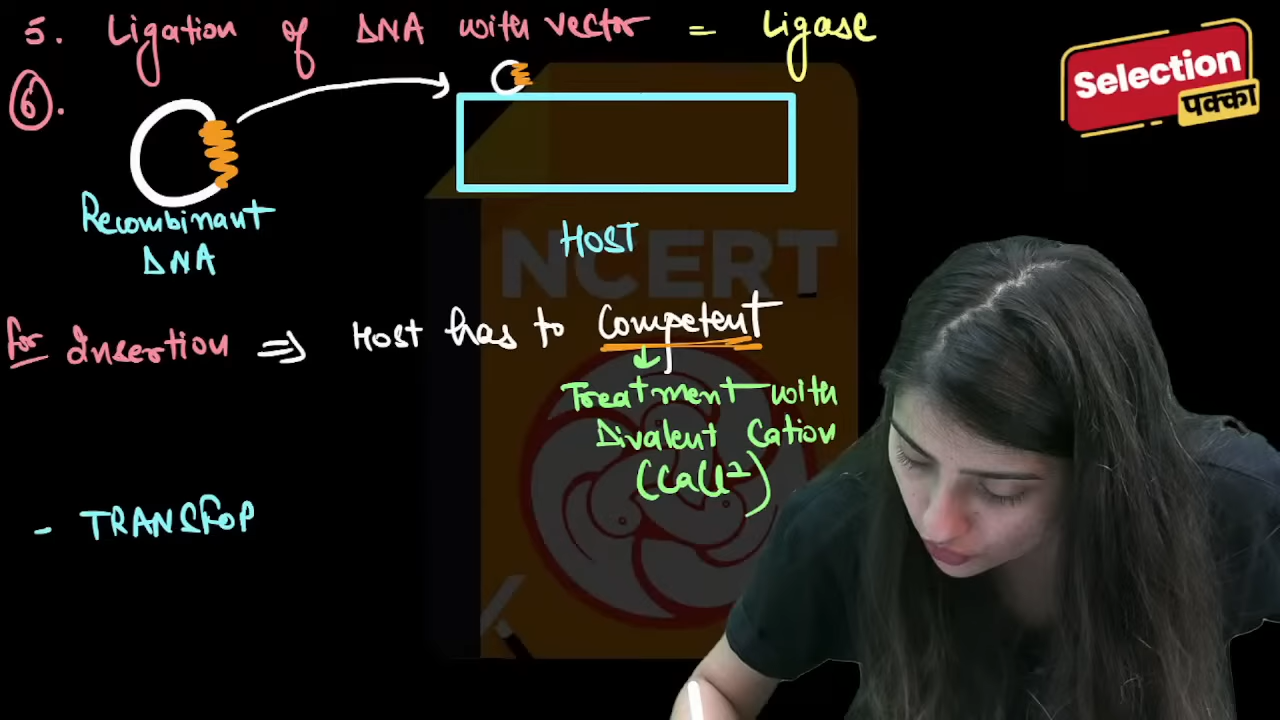 5. Ligation of DNA with vector = Ligase
Selection
पक्का
6.
Recombinant
DNA
HOST
NCERT
For Insertion ⇒ Host has to Competent
↓
Treatment with
Divalent Cation
(CaCl²)
- TRANSFOP